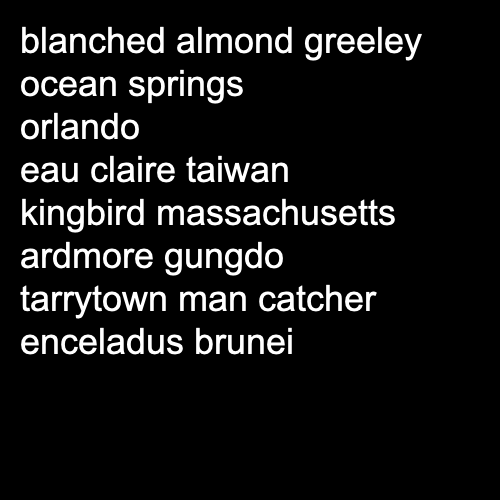 blanched almond greeley
ocean springs
orlando
eau claire taiwan
kingbird massachusetts
ardmore gungdo
tarrytown man catcher
enceladus brunei